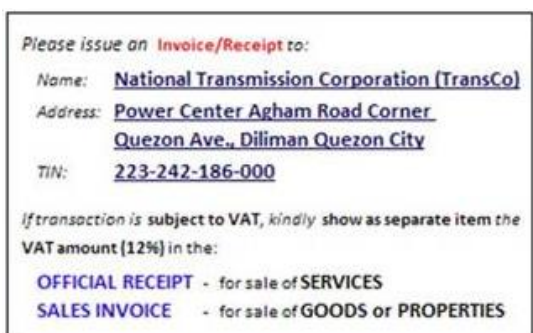 Please issue an Invoice/Receipt to:
Name: National Transmission Corporation (TransCo)
Address: Power Center Agham Road Corner
Quezon Ave., Diliman Quezon City
TIN: 223-242-186-000
If transaction is subject to VAT, kindly show as separate item the
VAT amount (12%) in the:
OFFICIAL RECEIPT - for sale of SERVICES
SALES INVOICE - for sale of GOODS or PROPERTIES